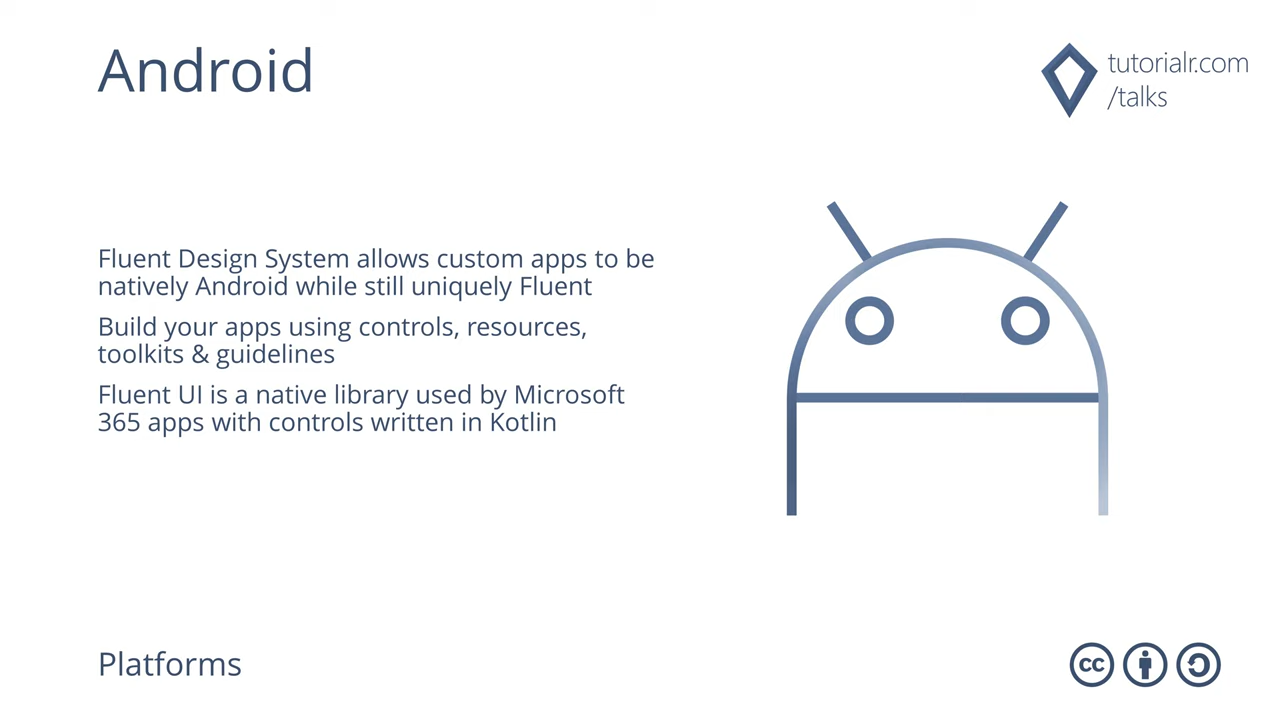 Android
tutorialr.com
/talks
Fluent Design System allows custom apps to be
natively Android while still uniquely Fluent
Build your apps using controls, resources,
toolkits & guidelines
Fluent UI is a native library used by Microsoft
365 apps with controls written in Kotlin
Platforms
cc